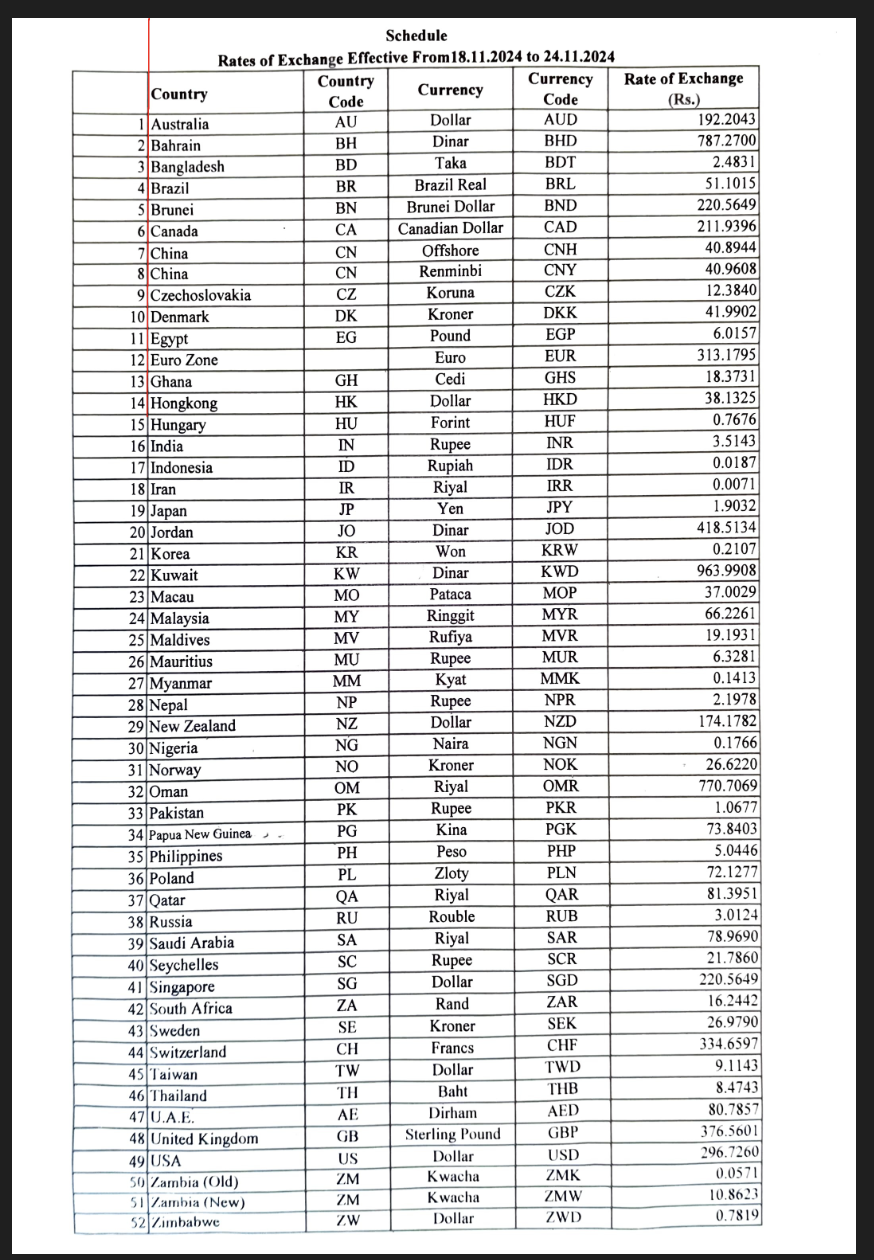 Schedule
Rates of Exchange Effective From18.11.2024 to 24.11.2024
Country Country Code Currency Currency Code Rate of Exchange (Rs.)
1 Australia AU Dollar AUD 192.2043
2 Bahrain BH Dinar BHD 787.2700
3 Bangladesh BD Taka BDT 2.4831
4 Brazil BR Brazil Real BRL 51.1015
5 Brunei BN Brunei Dollar BND 220.5649
6 Canada CA Canadian Dollar CAD 211.9396
7 China CN Offshore CNH 40.8944
8 China CN Renminbi CNY 40.9608
9 Czechoslovakia CZ Koruna CZK 12.3840
10 Denmark DK Kroner DKK 41.9902
11 Egypt EG Pound EGP 6.0157
12 Euro Zone Euro EUR 313.1795
13 Ghana GH Cedi GHS 18.3731
14 Hongkong HK Dollar HKD 38.1325
15 Hungary HU Forint HUF 0.7676
16 India IN Rupee INR 3.5143
17 Indonesia ID Rupiah IDR 0.0187
18 Iran IR Riyal IRR 0.0071
19 Japan JP Yen JPY 1.9032
20 Jordan JO Dinar JOD 418.5134
21 Korea KR Won KRW 0.2107
22 Kuwait KW Dinar KWD 963.9908
23 Macau MO Pataca MOP 37.0029
24 Malaysia MY Ringgit MYR 66.2261
25 Maldives MV Rufiya MVR 19.1931
26 Mauritius MU Rupee MUR 6.3281
27 Myanmar MM Kyat MMK 0.1413
28 Nepal NP Rupee NPR 2.1978
29 New Zealand NZ Dollar NZD 174.1782
30 Nigeria NG Naira NGN 0.1766
31 Norway NO Kroner NOK 26.6220
32 Oman OM Riyal OMR 770.7069
33 Pakistan PK Rupee PKR 1.0677
34 Papua New Guinea PG Kina PGK 73.8403
35 Philippines PH Peso PHP 5.0446
36 Poland PL Zloty PLN 72.1277
37 Qatar QA Riyal QAR 81.3951
38 Russia RU Rouble RUB 3.0124
39 Saudi Arabia SA Riyal SAR 78.9690
40 Seychelles SC Rupee SCR 21.7860
41 Singapore SG Dollar SGD 220.5649
42 South Africa ZA Rand ZAR 16.2442
43 Sweden SE Kroner SEK 26.9790
44 Switzerland CH Francs CHF 334.6597
45 Taiwan TW Dollar TWD 9.1143
46 Thailand TH Baht THB 8.4743
47 U.A.E. AE Dirham AED 80.7857
48 United Kingdom GB Sterling Pound GBP 376.5601
49 USA US Dollar USD 296.7260
50 Zambia (Old) ZM Kwacha ZMK 0.0571
51 Zambia (New) ZM Kwacha ZMW 10.8623
52 Zimbabwe ZW Dollar ZWD 0.7819